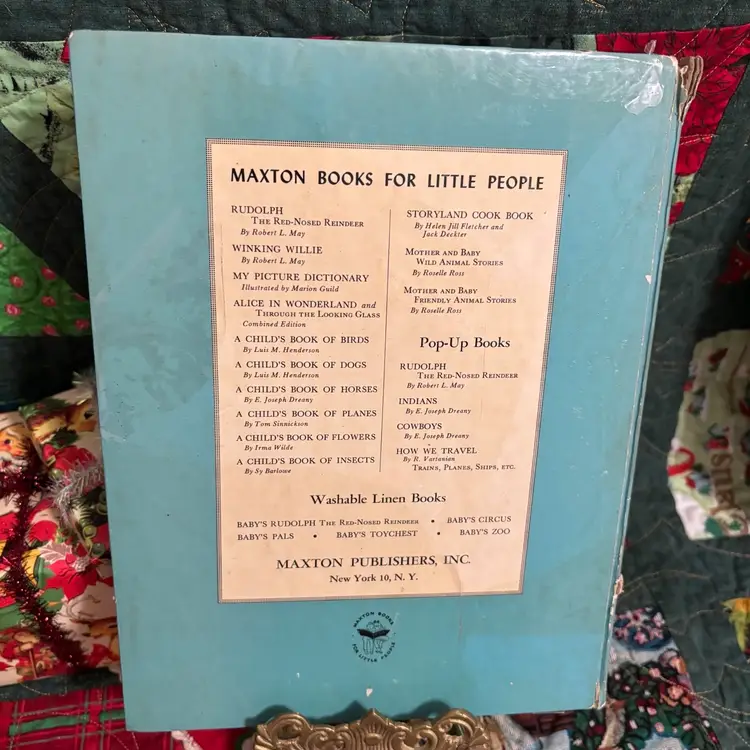 MAXTON BOOKS FOR LITTLE PEOPLE
RUDOLPH
THE RED-NOSED REINDEER
By Robert L. May
WINKING WILLIE
By Robert L. May
MY PICTURE DICTIONARY
Illustrated by Marion Guild
ALICE IN WONDERLAND and
THROUGH THE LOOKING GLASS
Combined Edition
A CHILD'S BOOK OF BIRDS
By Luis M. Henderson
A CHILD'S BOOK OF DOGS
By Luis M. Henderson
A CHILD'S BOOK OF HORSES
By E. Joseph Dreany
A CHILD'S BOOK OF PLANES
By Tom Sinnickson
A CHILD'S BOOK OF FLOWERS
By Irma Wilde
A CHILD'S BOOK OF INSECTS
By Sy Barlowe
STORYLAND COOK BOOK
By Helen Jill Fletcher and
Jack Deckter
MOTHER AND BABY
WILD ANIMAL STORIES
By Roselle Ross
MOTHER AND BABY
FRIENDLY ANIMAL STORIES
By Roselle Ross
Pop-Up Books
RUDOLPH
THE RED-NOSED REINDEER
By Robert L. May
INDIANS
By E. Joseph Dreany
COWBOYS
By E. Joseph Dreany
HOW WE TRAVEL
By R. Vartanian
TRAINS, PLANES, SHIPS, ETC.
Washable Linen Books
BABY'S RUDOLPH THE RED-NOSED REINDEER • BABY'S CIRCUS
BABY'S PALS • BABY'S TOYCHEST • BABY'S ZOO
MAXTON PUBLISHERS, INC.
New York 10, N. Y.
MAXTON BOOKS
FOR LITTLE PEOPLE